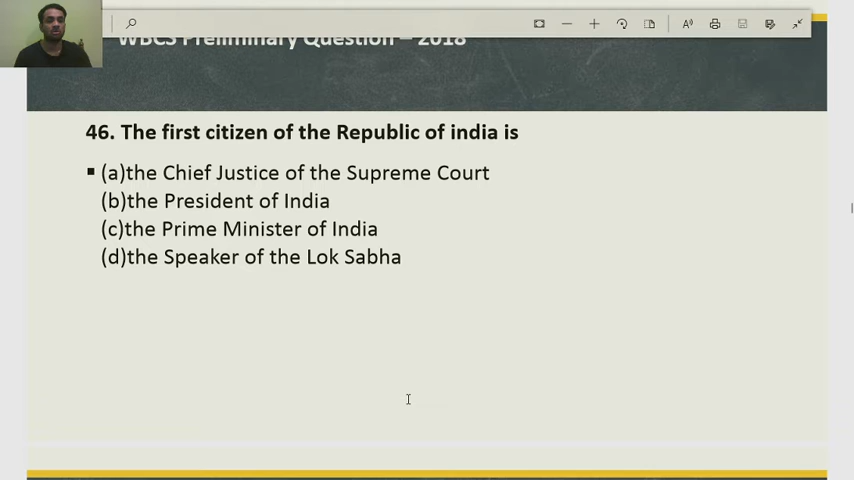 WBCS Preliminary Question – 2018
46. The first citizen of the Republic of india is
▪ (a)the Chief Justice of the Supreme Court
(b)the President of India
(c)the Prime Minister of India
(d)the Speaker of the Lok Sabha